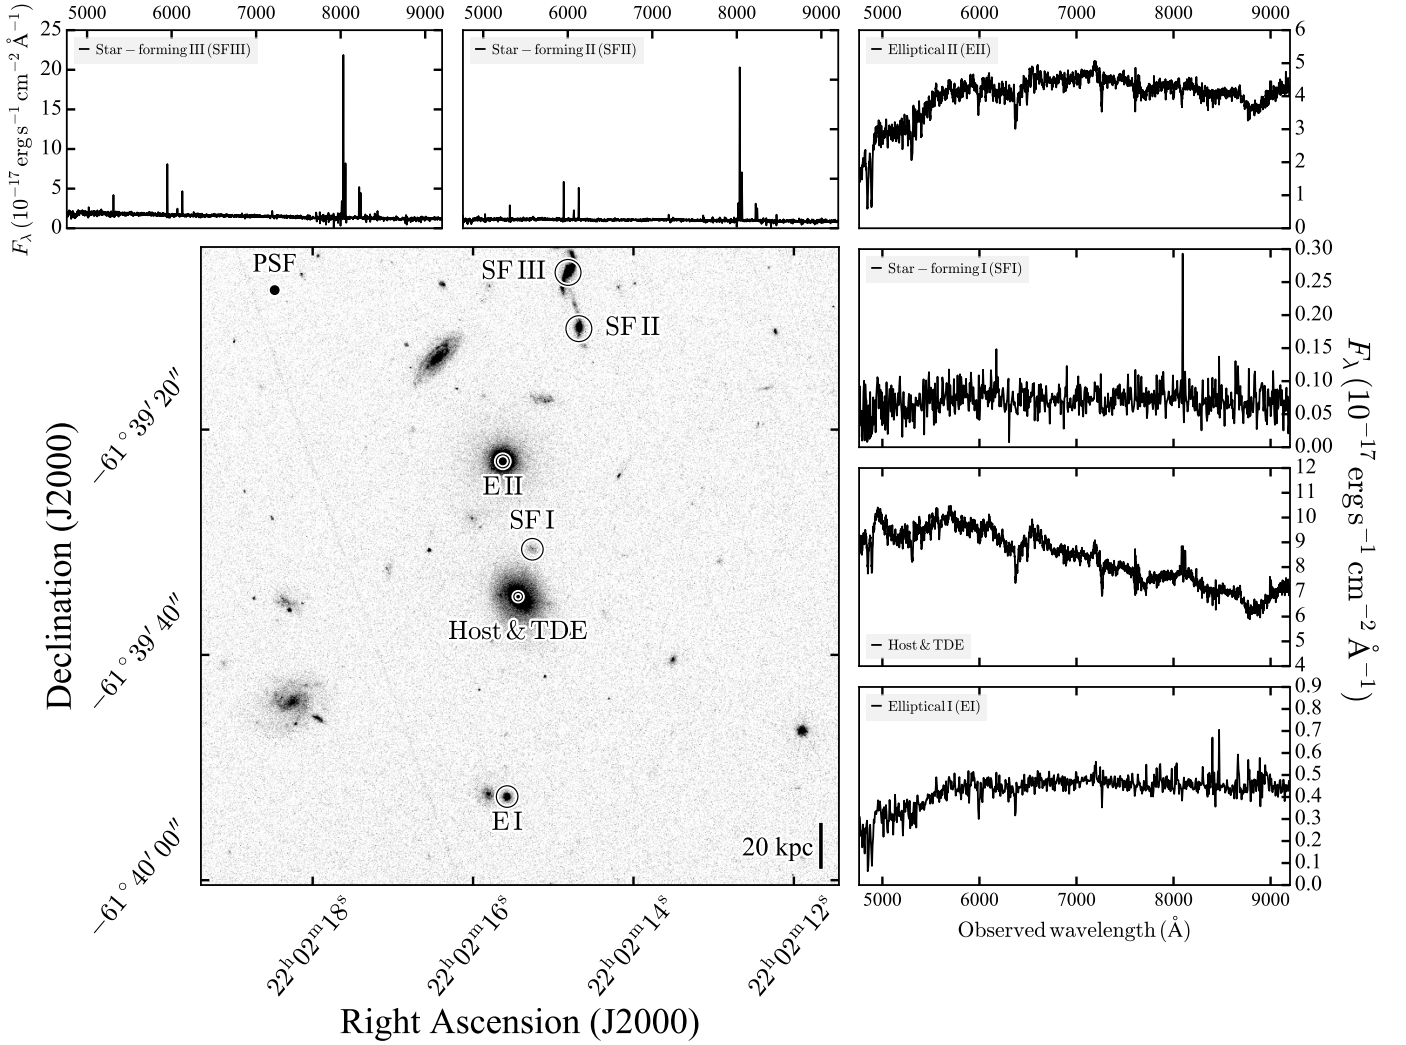 5000 6000 7000 8000 9000
5000 6000 7000 8000 9000
5000 6000 7000 8000 9000
25
20
15
10
5
0
F_λ (10⁻¹⁷ erg s⁻¹ cm⁻² Å⁻¹)
Star – forming III (SFIII)
Star – forming II (SFII)
Elliptical II (EII)
6
5
4
3
2
1
0
PSF
SF III
SF II
E II
SF I
Host & TDE
E I
20 kpc
Star – forming I (SFI)
0.30
0.25
0.20
0.15
0.10
0.05
0.00
12
11
10
9
8
7
6
5
4
Host & TDE
F_λ (10⁻¹⁷ erg s⁻¹ cm⁻² Å⁻¹)
Elliptical I (EI)
0.9
0.8
0.7
0.6
0.5
0.4
0.3
0.2
0.1
0.0
5000 6000 7000 8000 9000
Observed wavelength (Å)
Declination (J2000)
−61°39′20″
−61°39′40″
−61°40′00″
22ʰ02ᵐ18ˢ 22ʰ02ᵐ16ˢ 22ʰ02ᵐ14ˢ 22ʰ02ᵐ12ˢ
Right Ascension (J2000)